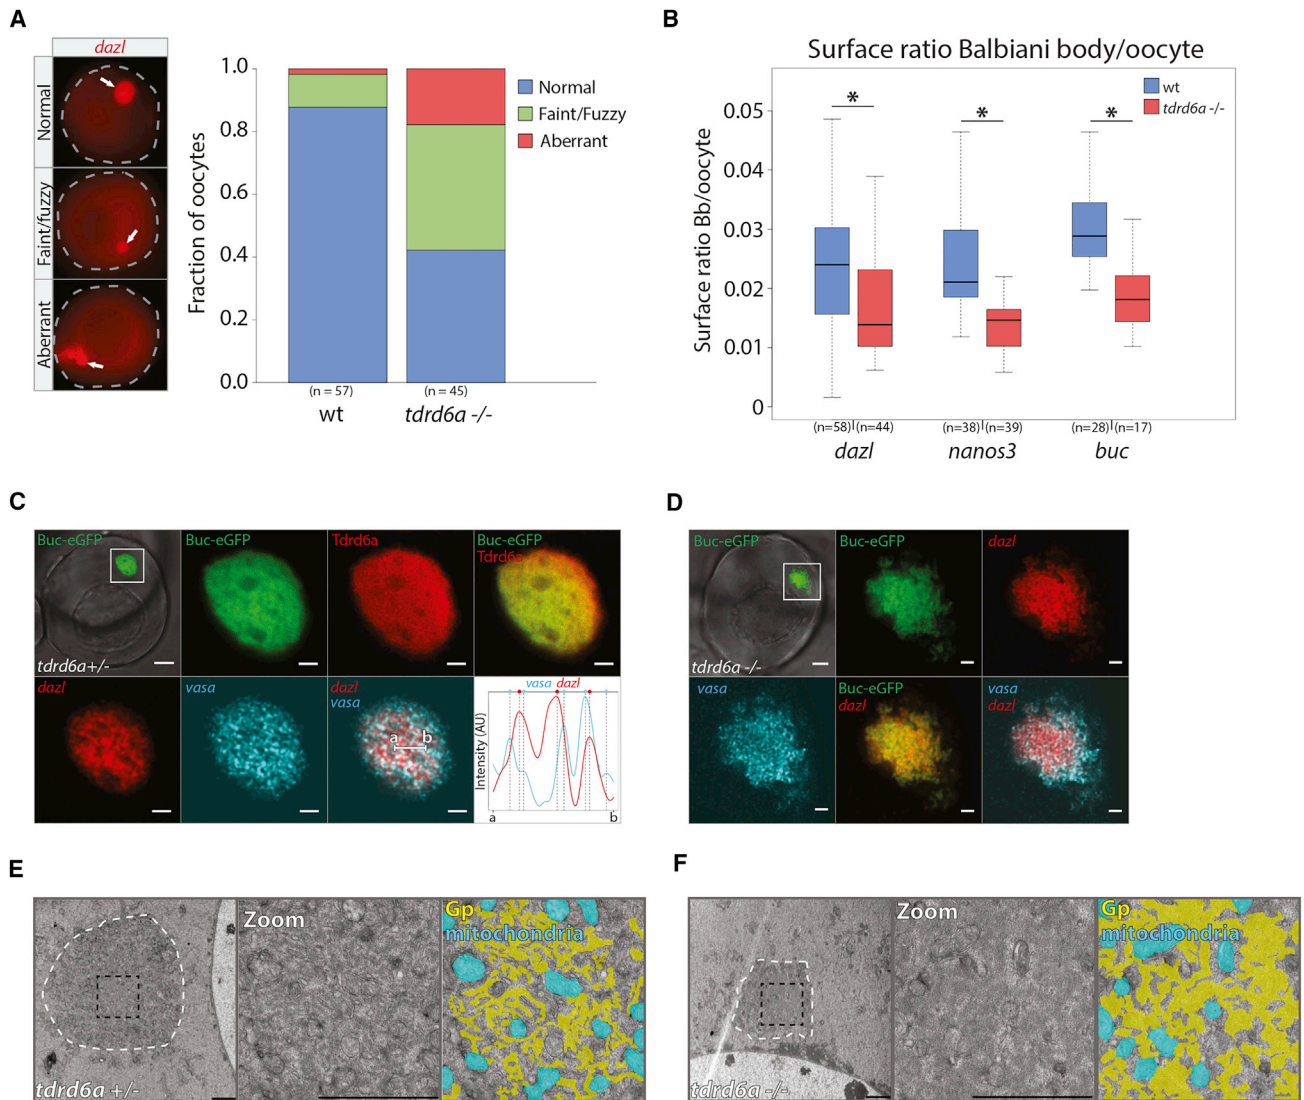 A
dazl
Normal
Faint/fuzzy
Aberrant
Fraction of oocytes
1.0
0.8
0.6
0.4
0.2
0.0
Normal
Faint/Fuzzy
Aberrant
(n = 57)
(n = 45)
wt
tdrd6a -/-
B
Surface ratio Balbiani body/oocyte
wt
tdrd6a -/-
Surface ratio Bb/oocyte
0.05
0.04
0.03
0.02
0.01
0
*
*
*
(n=58)
(n=44)
(n=38)
(n=39)
(n=28)
(n=17)
dazl
nanos3
buc
C
Buc-eGFP
tdrd6a+/-
Buc-eGFP
Tdrd6a
Buc-eGFP
Tdrd6a
dazl
vasa
dazl
vasa
a
b
vasa
dazl
Intensity (AU)
a
b
D
Buc-eGFP
tdrd6a -/-
Buc-eGFP
dazl
vasa
Buc-eGFP
dazl
vasa
dazl
E
tdrd6a +/-
Zoom
Gp
mitochondria
F
tdrd6a -/-
Zoom
Gp
mitochondria